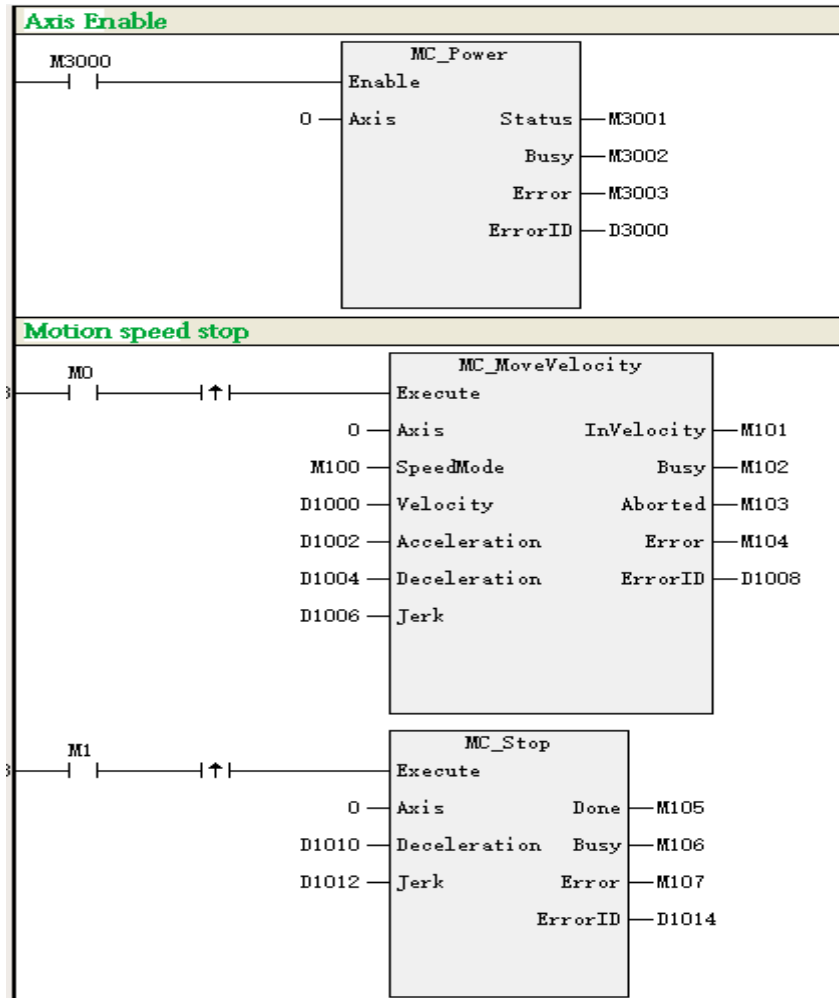 Axis Enable
M3000
MC_Power
Enable
0 Axis Status M3001
Busy M3002
Error M3003
ErrorID D3000
Motion speed stop
M0
MC_MoveVelocity
Execute
0 Axis InVelocity M101
M100 SpeedMode Busy M102
D1000 Velocity Aborted M103
D1002 Acceleration Error M104
D1004 Deceleration ErrorID D1008
D1006 Jerk
M1
MC_Stop
Execute
0 Axis Done M105
D1010 Deceleration Busy M106
D1012 Jerk Error M107
ErrorID D1014